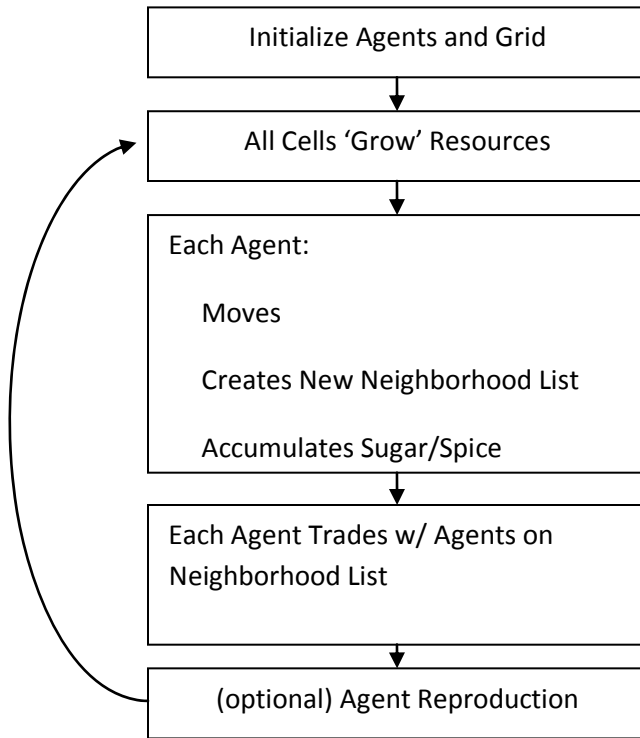 Initialize Agents and Grid
All Cells ‘Grow’ Resources
Each Agent:
Moves
Creates New Neighborhood List
Accumulates Sugar/Spice
Each Agent Trades w/ Agents on
Neighborhood List
(optional) Agent Reproduction